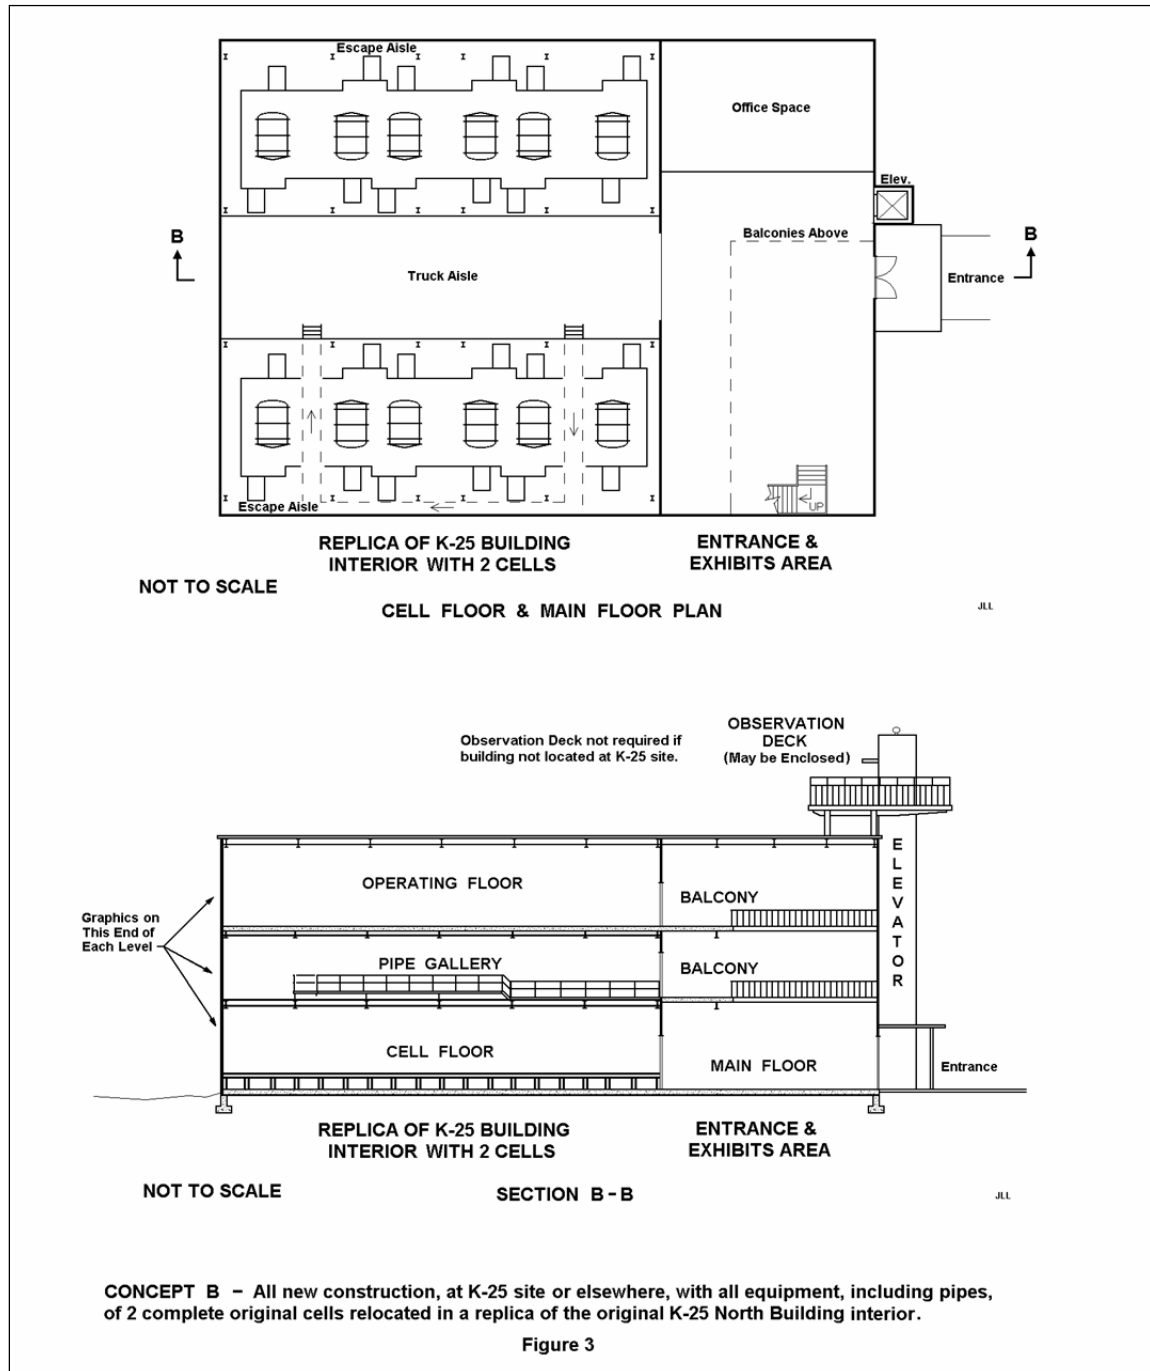 Escape Aisle
Office Space
Elev.
B
B
Balconies Above
Truck Aisle
Entrance
UP
Escape Aisle
REPLICA OF K-25 BUILDING
INTERIOR WITH 2 CELLS
ENTRANCE &
EXHIBITS AREA
NOT TO SCALE
CELL FLOOR & MAIN FLOOR PLAN
JLL
Observation Deck not required if
building not located at K-25 site.
OBSERVATION
DECK
(May be Enclosed)
ELEVATOR
OPERATING FLOOR
BALCONY
Graphics on
This End of
Each Level
PIPE GALLERY
BALCONY
CELL FLOOR
MAIN FLOOR
Entrance
REPLICA OF K-25 BUILDING
INTERIOR WITH 2 CELLS
ENTRANCE &
EXHIBITS AREA
NOT TO SCALE
SECTION B-B
JLL
CONCEPT B – All new construction, at K-25 site or elsewhere, with all equipment, including pipes,
of 2 complete original cells relocated in a replica of the original K-25 North Building interior.
Figure 3